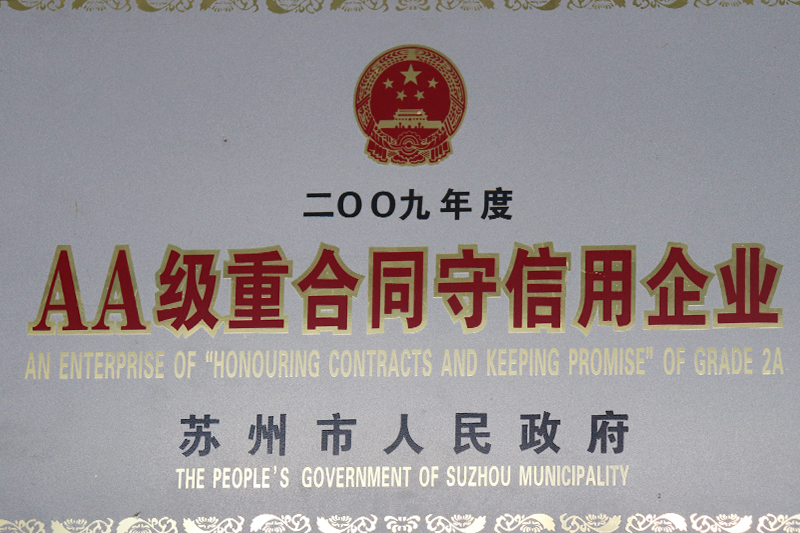 二〇〇九年度
AA级重合同守信用企业
AN ENTERPRISE OF "HONOURING CONTRACTS AND KEEPING PROMISE" OF GRADE 2A
苏州市人民政府
THE PEOPLE'S GOVERNMENT OF SUZHOU MUNICIPALITY